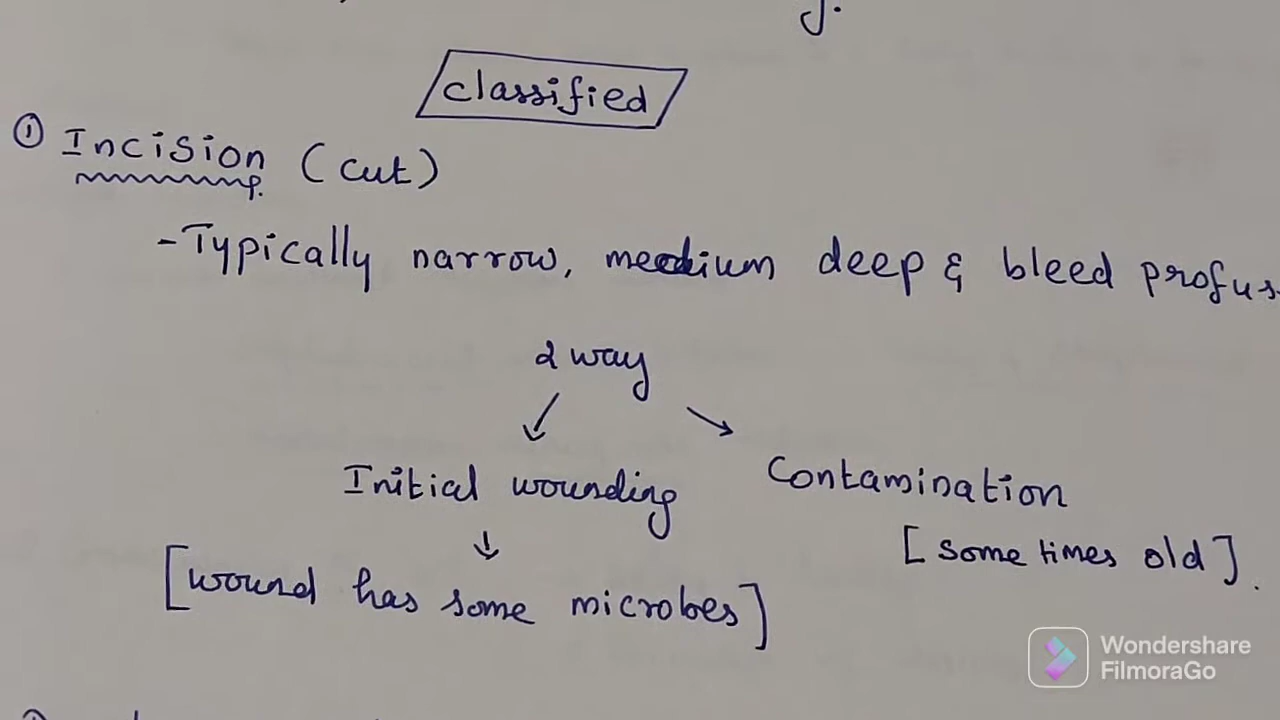 classified
① Incision (cut)
- Typically narrow, medium deep & bleed profus
2 way
↙ ↘
Initial wounding
Contamination
↓
[some times old].
[wound has some microbes]
Wondershare
FilmoraGo